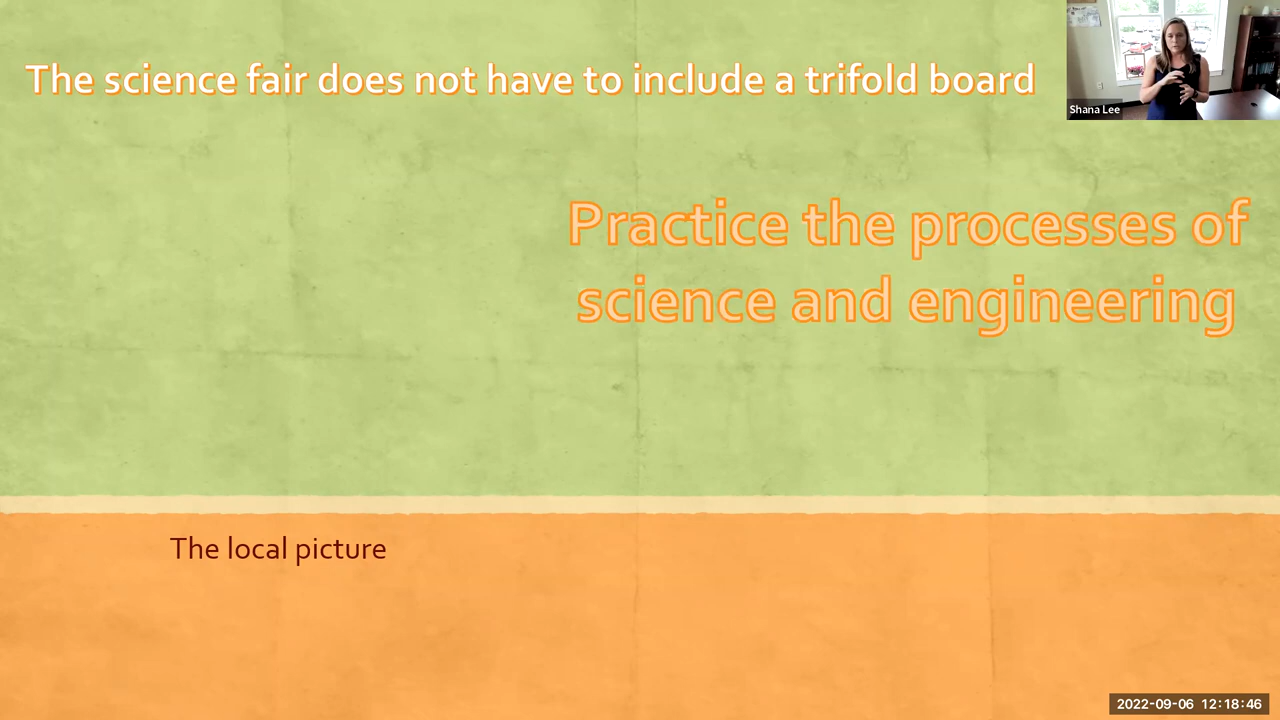 The science fair does not have to include a trifold board
Shana Lee
Practice the processes of
science and engineering
The local picture
2022-09-06 12:18:46